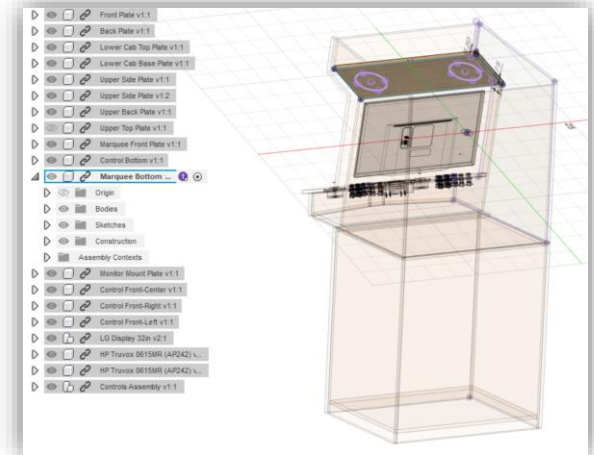 Front Plate v1:1
Back Plate v1:1
Lower Cab Top Plate v1:1
Lower Cab Base Plate v1:1
Upper Side Plate v1:1
Upper Side Plate v1:2
Upper Back Plate v1:1
Upper Top Plate v1:1
Marquee Front Plate v1:1
Control Bottom v1:1
Marquee Bottom ...
Origin
Bodies
Sketches
Construction
Assembly Contexts
Monitor Mount Plate v1:1
Control Front-Center v1:1
Control Front-Right v1:1
Control Front-Left v1:1
LG Display 32in v2:1
HP Truvox 0615MR (AP242) v...
HP Truvox 0615MR (AP242) v...
Controls Assembly v1:1